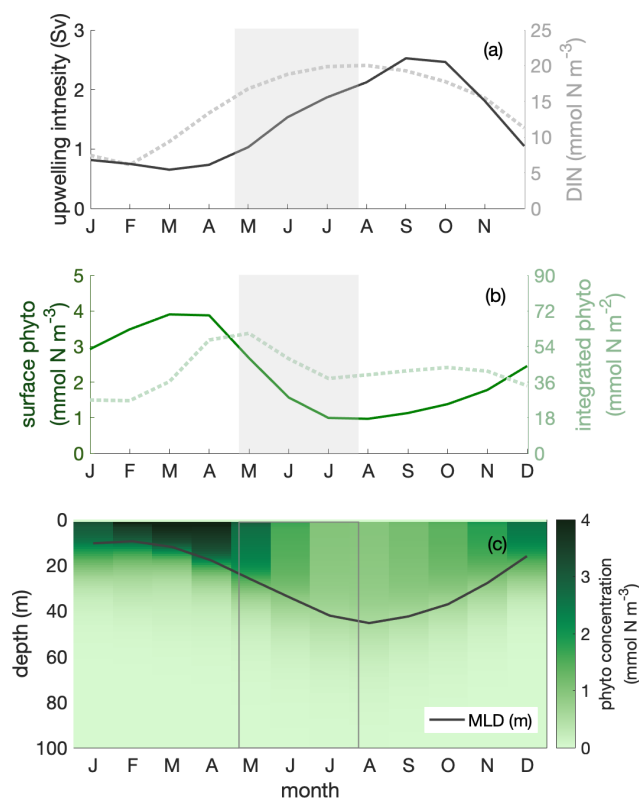 (a)
upwelling intnesity (Sv)
3
2
1
0
25
20
15
10
5
0
DIN (mmol N m-3)
J F M A M J J A S O N
(b)
surface phyto
(mmol N m-3)
5
4
3
2
1
0
90
72
54
36
18
0
integrated phyto
(mmol N m-2)
J F M A M J J A S O N D
(c)
depth (m)
0
20
40
60
80
100
MLD (m)
4
3
2
1
0
phyto concentration
(mmol N m-3)
J F M A M J J A S O N D
month